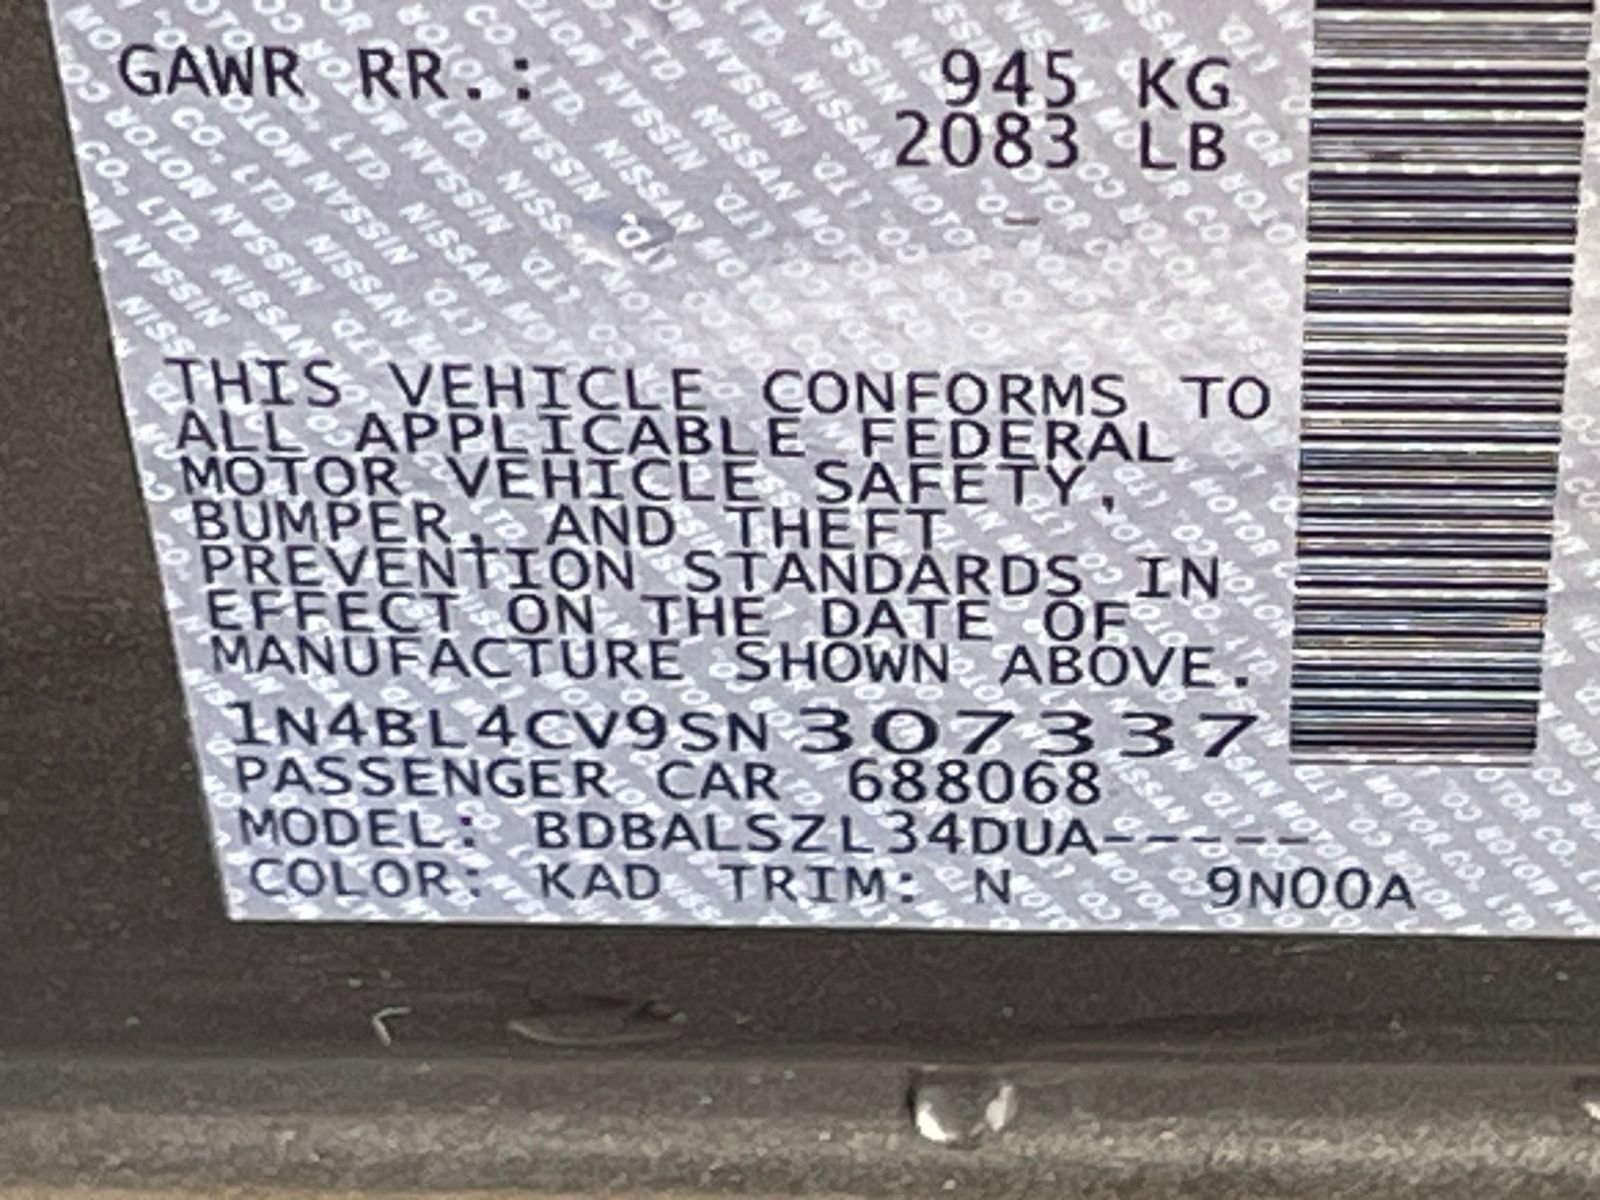 GAWR RR.: 945 KG
2083 LB
THIS VEHICLE CONFORMS TO
ALL APPLICABLE FEDERAL
MOTOR VEHICLE SAFETY,
BUMPER, AND THEFT
PREVENTION STANDARDS IN
EFFECT ON THE DATE OF
MANUFACTURE SHOWN ABOVE.
1N4BL4CV9SN307337
PASSENGER CAR 688068
MODEL: BDBALSZL34DUA-----
COLOR: KAD TRIM: N 9N00A